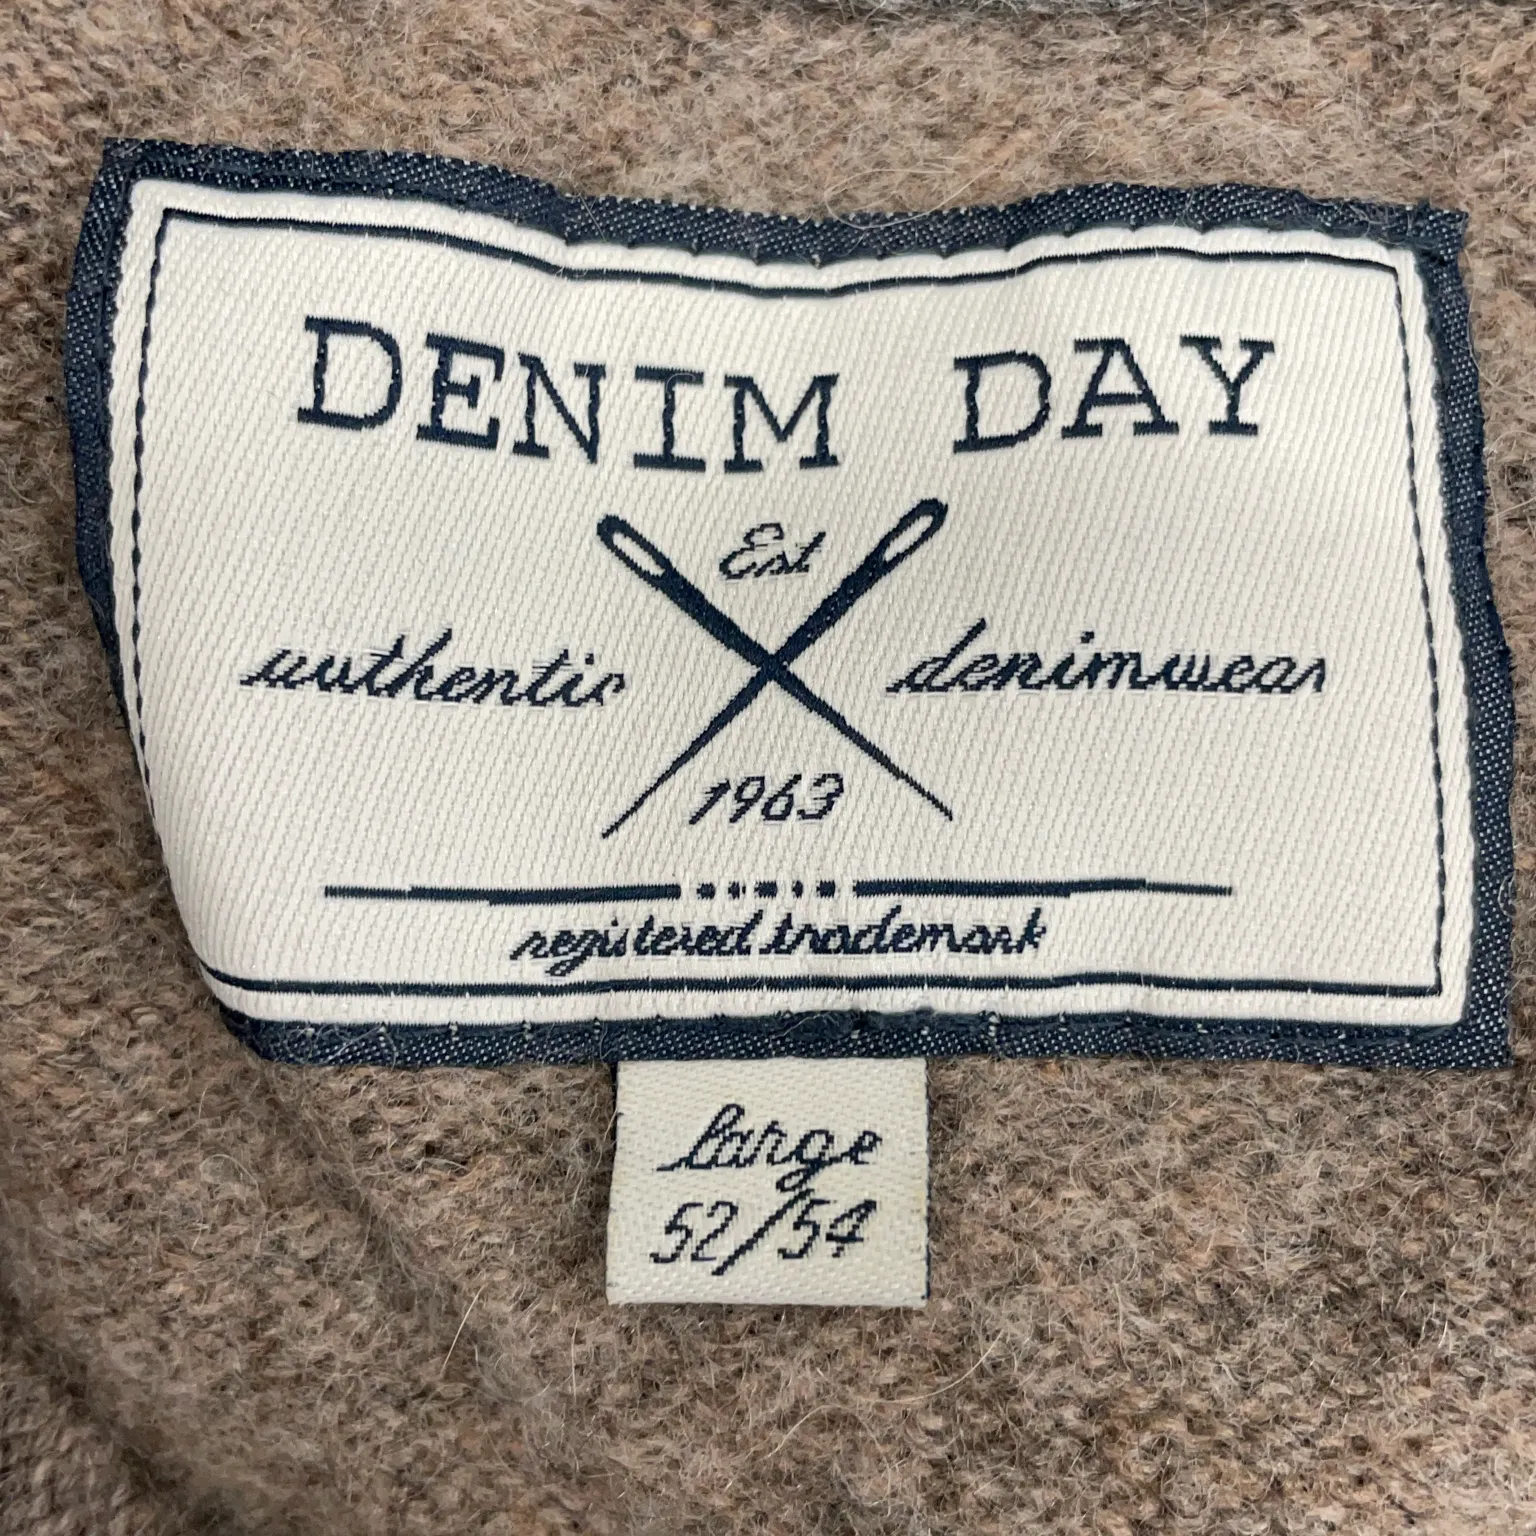 DENIM DAY
Est
authentic denimwear
1963
registered trademark
large
52/54